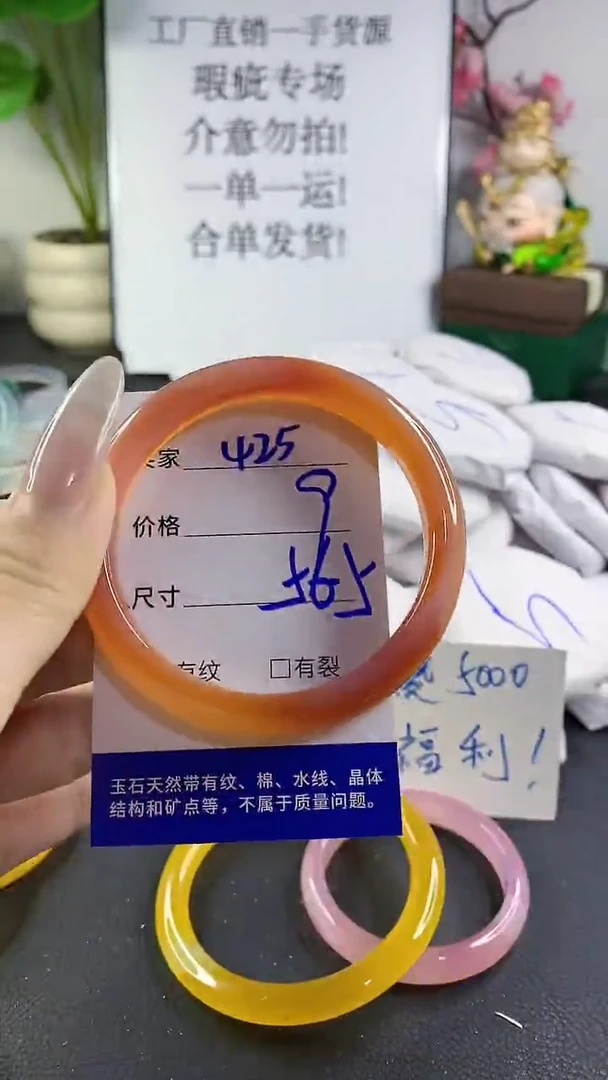 工厂直销一手货源
瑕疵专场
介意勿拍!
一单一运!
合单发货!
家 425
价格 9
尺寸 565
有纹 □有裂
5000
福利!
玉石天然带有纹、棉、水线、晶体
结构和矿点等，不属于质量问题。